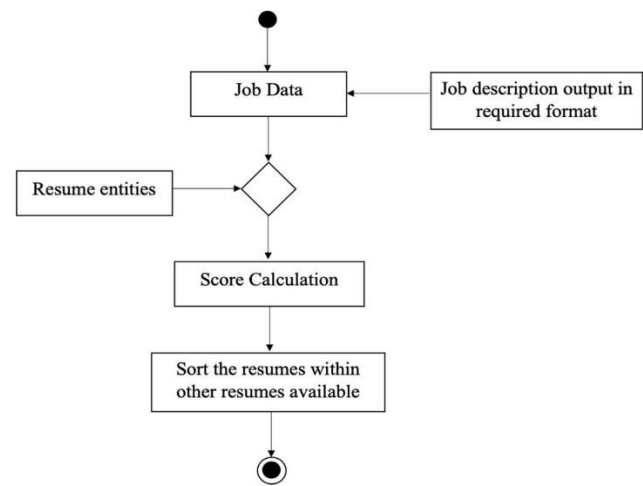 Job Data
Job description output in
required format
Resume entities
Score Calculation
Sort the resumes within
other resumes available